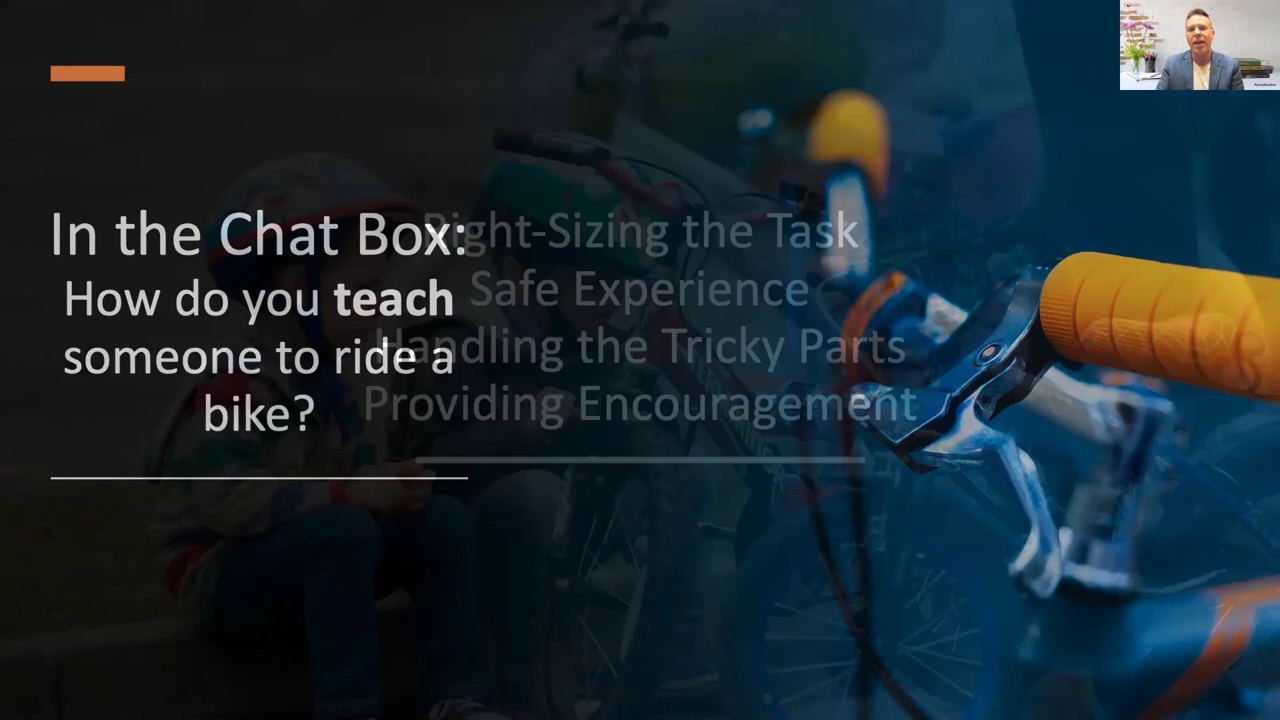 In the Chat Box:
How do you teach
someone to ride a
bike?
Right-Sizing the Task
Safe Experience
Handling the Tricky Parts
Providing Encouragement